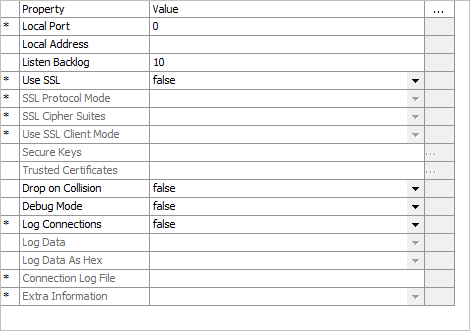 Property Value ...
* Local Port 0
Local Address
Listen Backlog 10
* Use SSL false
* SSL Protocol Mode
* SSL Cipher Suites
* Use SSL Client Mode
Secure Keys ...
Trusted Certificates ...
Drop on Collision false
Debug Mode false
* Log Connections false
Log Data
Log Data As Hex
* Connection Log File
* Extra Information